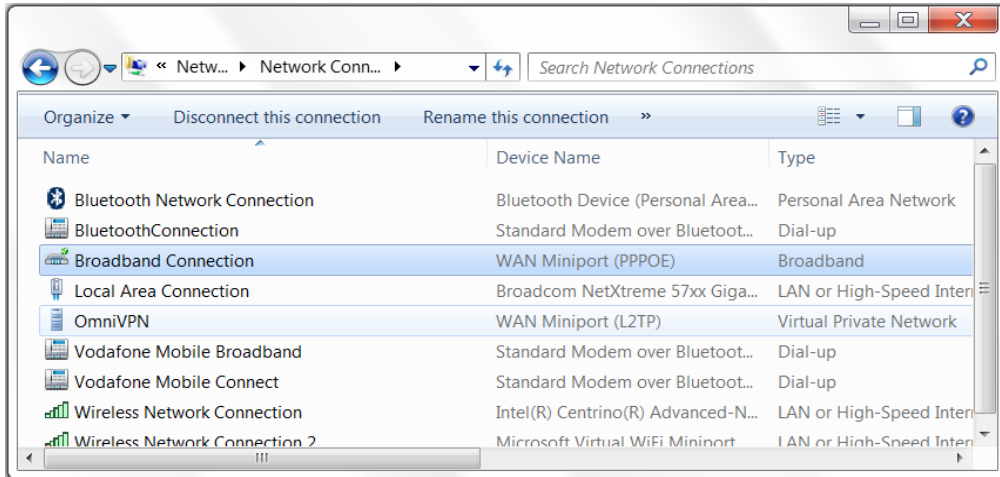 « Netw... Network Conn... Search Network Connections
Organize Disconnect this connection Rename this connection »
Name Device Name Type
Bluetooth Network Connection Bluetooth Device (Personal Area... Personal Area Network
BluetoothConnection Standard Modem over Bluetoot... Dial-up
Broadband Connection WAN Miniport (PPPOE) Broadband
Local Area Connection Broadcom NetXtreme 57xx Giga... LAN or High-Speed Inter
OmniVPN WAN Miniport (L2TP) Virtual Private Network
Vodafone Mobile Broadband Standard Modem over Bluetoot... Dial-up
Vodafone Mobile Connect Standard Modem over Bluetoot... Dial-up
Wireless Network Connection Intel(R) Centrino(R) Advanced-N... LAN or High-Speed Inter
Wireless Network Connection 2 Microsoft Virtual WiFi Miniport LAN or High-Speed Inter